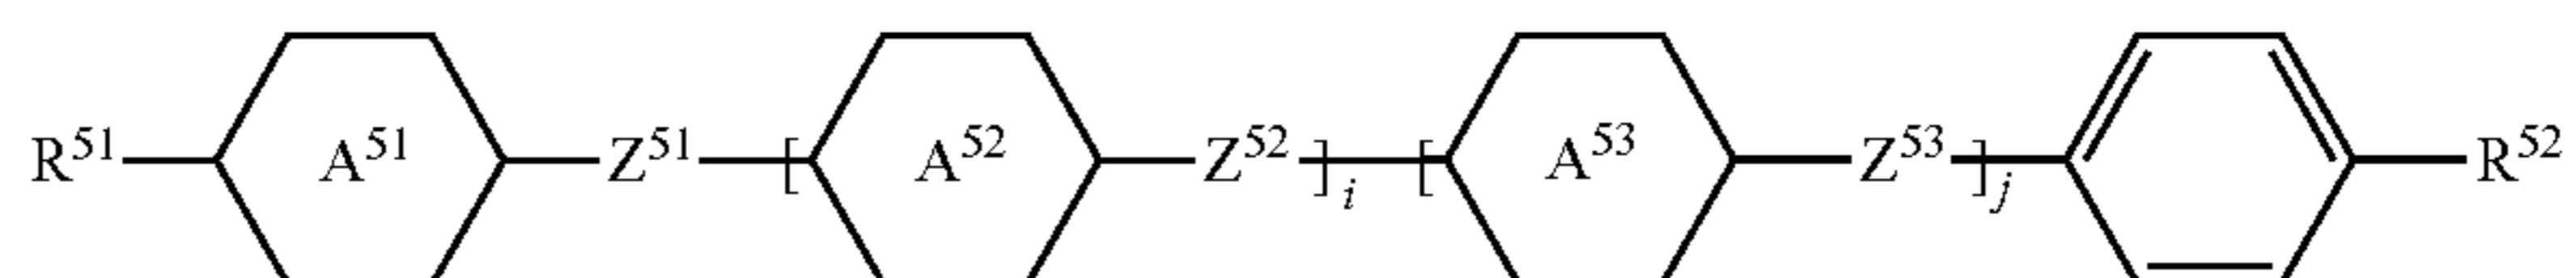 R⁵¹ A⁵¹ Z⁵¹ [ A⁵² Z⁵² ]ᵢ [ A⁵³ Z⁵³ ]ⱼ R⁵²